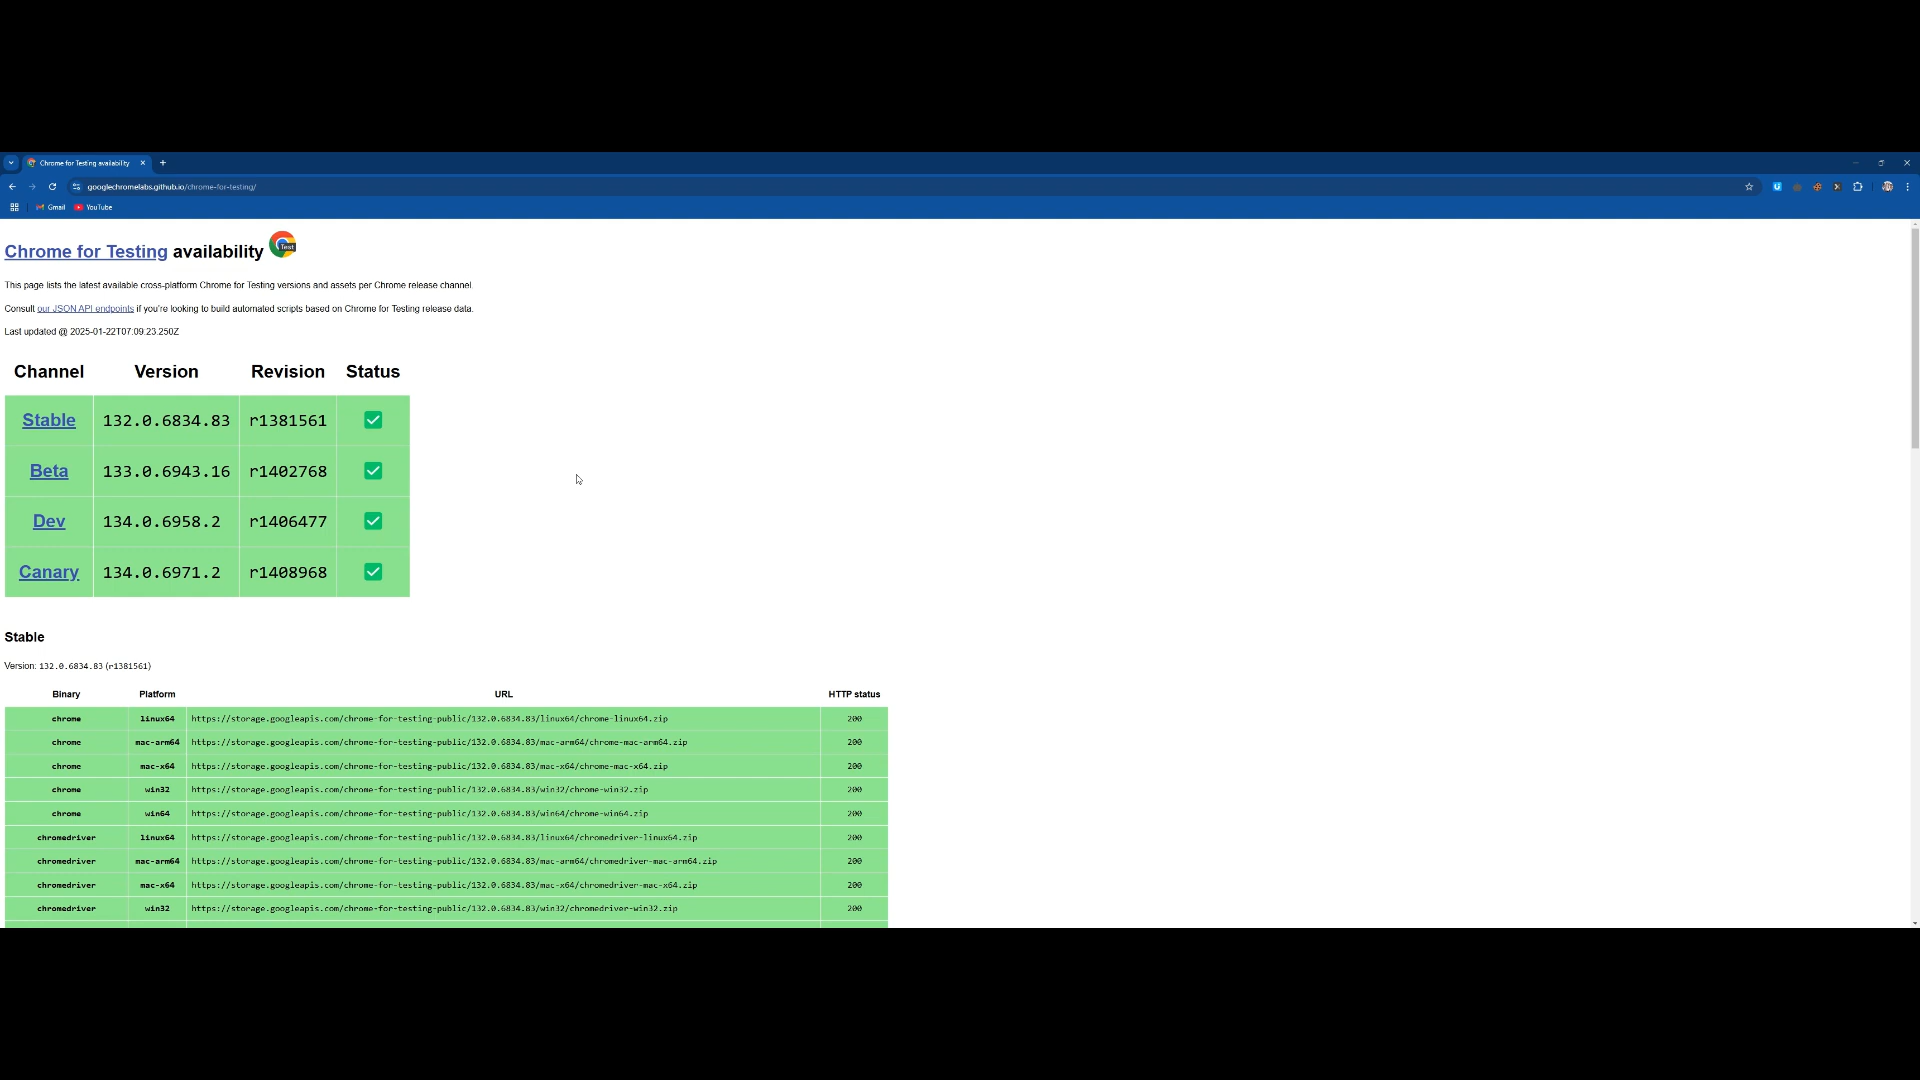 Chrome for Testing availability
googlechromelabs.github.io/chrome-for-testing/
Gmail YouTube
Chrome for Testing availability Test
This page lists the latest available cross-platform Chrome for Testing versions and assets per Chrome release channel.
Consult our JSON API endpoints if you're looking to build automated scripts based on Chrome for Testing release data.
Last updated @ 2025-01-22T07:09:23.250Z
Channel Version Revision Status
Stable 132.0.6834.83 r1381561
Beta 133.0.6943.16 r1402768
Dev 134.0.6958.2 r1406477
Canary 134.0.6971.2 r1408968
Stable
Version: 132.0.6834.83 (r1381561)
Binary Platform URL HTTP status
chrome linux64 https://storage.googleapis.com/chrome-for-testing-public/132.0.6834.83/linux64/chrome-linux64.zip 200
chrome mac-arm64 https://storage.googleapis.com/chrome-for-testing-public/132.0.6834.83/mac-arm64/chrome-mac-arm64.zip 200
chrome mac-x64 https://storage.googleapis.com/chrome-for-testing-public/132.0.6834.83/mac-x64/chrome-mac-x64.zip 200
chrome win32 https://storage.googleapis.com/chrome-for-testing-public/132.0.6834.83/win32/chrome-win32.zip 200
chrome win64 https://storage.googleapis.com/chrome-for-testing-public/132.0.6834.83/win64/chrome-win64.zip 200
chromedriver linux64 https://storage.googleapis.com/chrome-for-testing-public/132.0.6834.83/linux64/chromedriver-linux64.zip 200
chromedriver mac-arm64 https://storage.googleapis.com/chrome-for-testing-public/132.0.6834.83/mac-arm64/chromedriver-mac-arm64.zip 200
chromedriver mac-x64 https://storage.googleapis.com/chrome-for-testing-public/132.0.6834.83/mac-x64/chromedriver-mac-x64.zip 200
chromedriver win32 https://storage.googleapis.com/chrome-for-testing-public/132.0.6834.83/win32/chromedriver-win32.zip 200